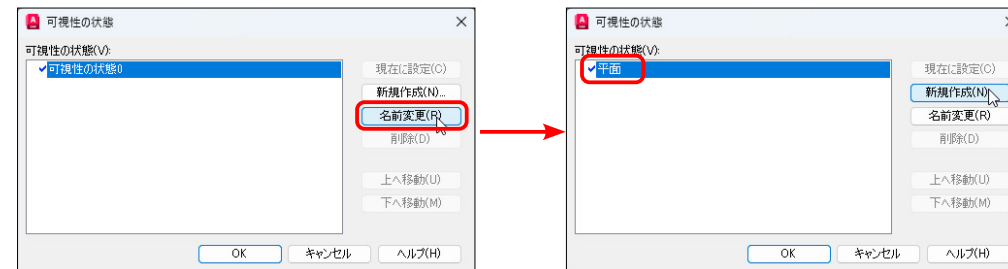 可視性の状態
可視性の状態(V):
可視性の状態0
現在に設定(C)
新規作成(N)...
名前変更(R)
削除(D)
上へ移動(U)
下へ移動(M)
OK
キャンセル
ヘルプ(H)
可視性の状態
可視性の状態(V):
平面
現在に設定(C)
新規作成(N)
名前変更(R)
削除(D)
上へ移動(U)
下へ移動(M)
OK
キャンセル
ヘルプ(H)